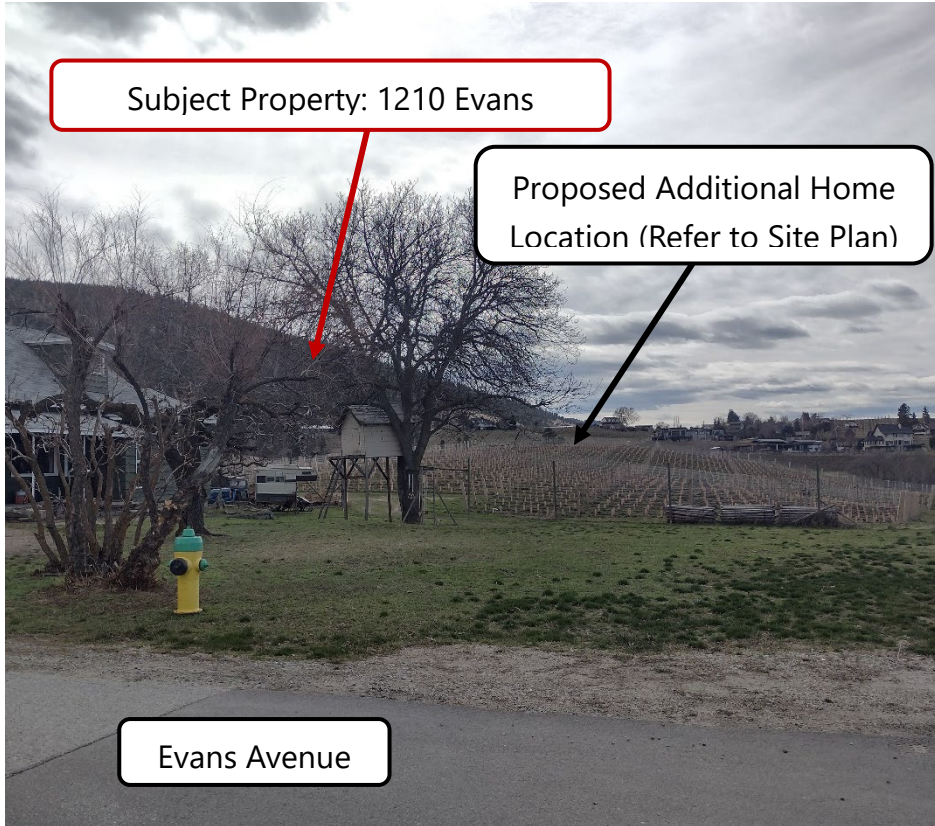 Subject Property: 1210 Evans
Proposed Additional Home
Location (Refer to Site Plan)
Evans Avenue